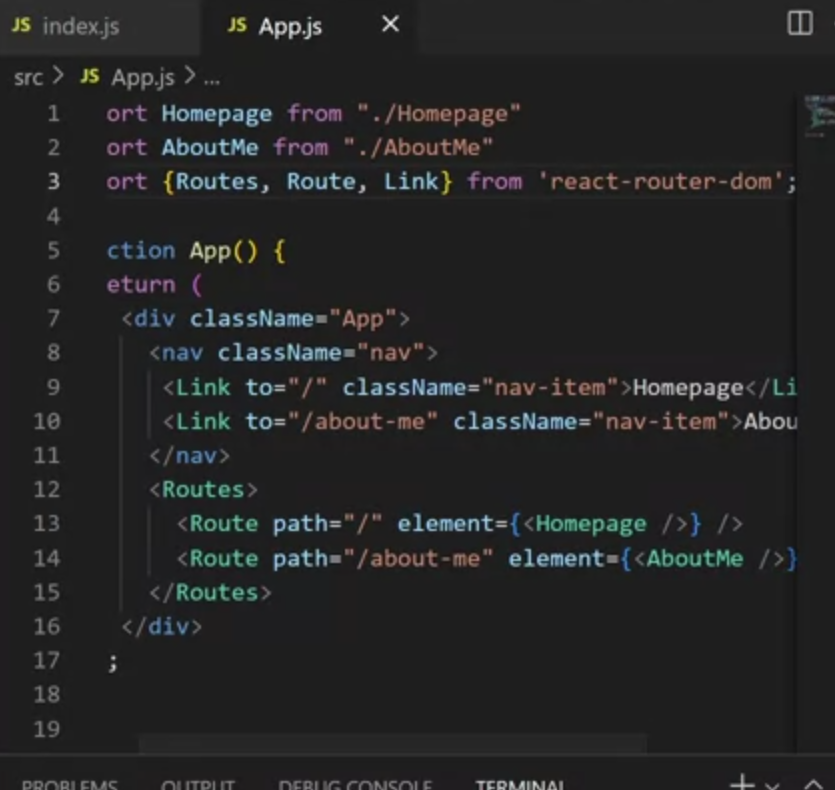 JS index.js
JS App.js ×
src > JS App.js > ...
1 ort Homepage from "./Homepage"
2 ort AboutMe from "./AboutMe"
3 ort {Routes, Route, Link} from 'react-router-dom';
4
5 ction App() {
6 eturn (
7 <div className="App">
8 <nav className="nav">
9 <Link to="/" className="nav-item">Homepage</Li
10 <Link to="/about-me" className="nav-item">Abou
11 </nav>
12 <Routes>
13 <Route path="/" element={<Homepage />} />
14 <Route path="/about-me" element={<AboutMe />}
15 </Routes>
16 </div>
17 ;
18
19
PROBLEMS OUTPUT DEBUG CONSOLE TERMINAL